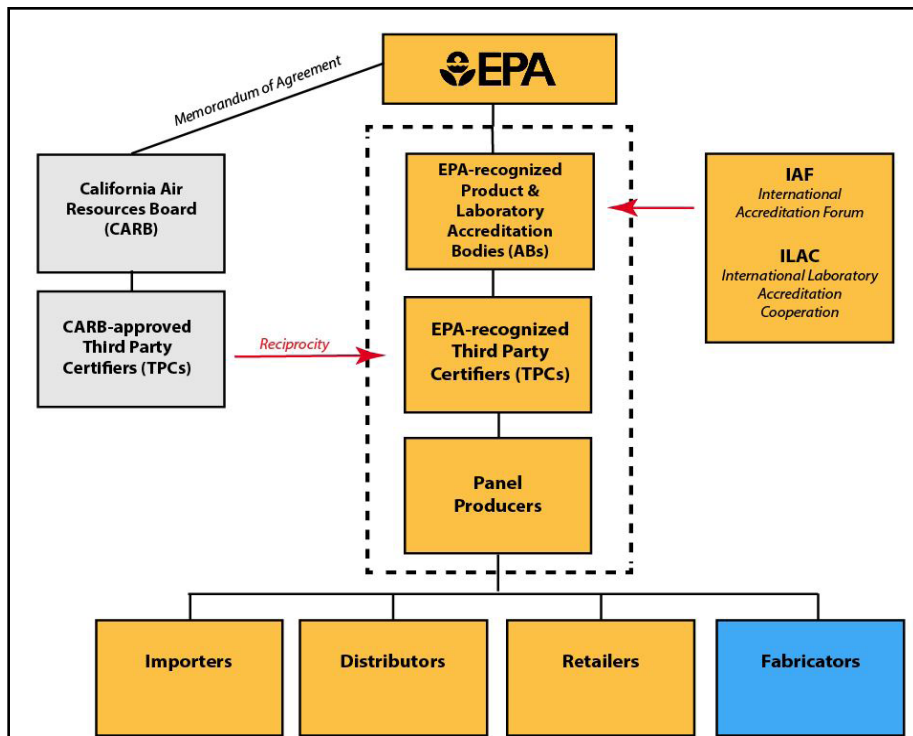 EPA
Memorandum of Agreement
California Air
Resources Board
(CARB)
EPA-recognized
Product &
Laboratory
Accreditation
Bodies (ABs)
IAF
International
Accreditation Forum
ILAC
International Laboratory
Accreditation
Cooperation
CARB-approved
Third Party
Certifiers (TPCs)
Reciprocity
EPA-recognized
Third Party
Certifiers (TPCs)
Panel
Producers
Importers
Distributors
Retailers
Fabricators